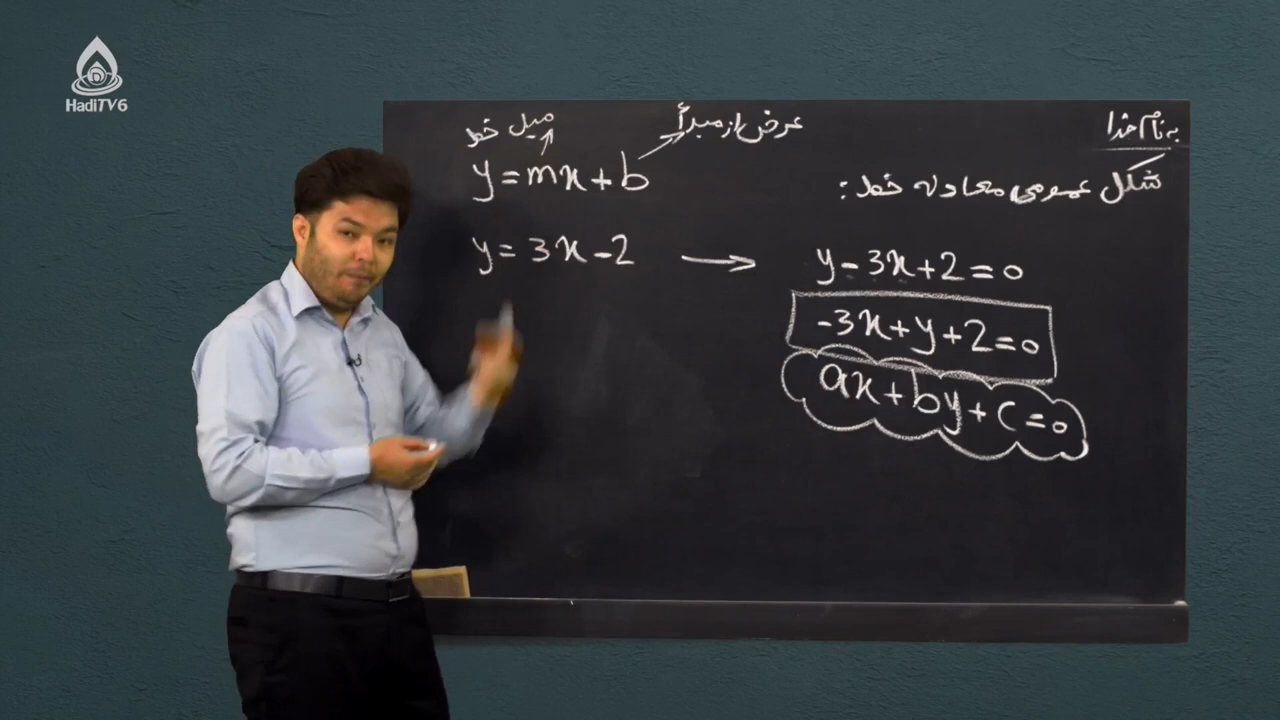 HadiTV6
به نام خدا
شکل عمومی معادله خط:
میل خط
عرض از مبدأ
y=mx+b
y=3x-2 → y-3x+2=0
-3x+y+2=0
ax+by+c=0